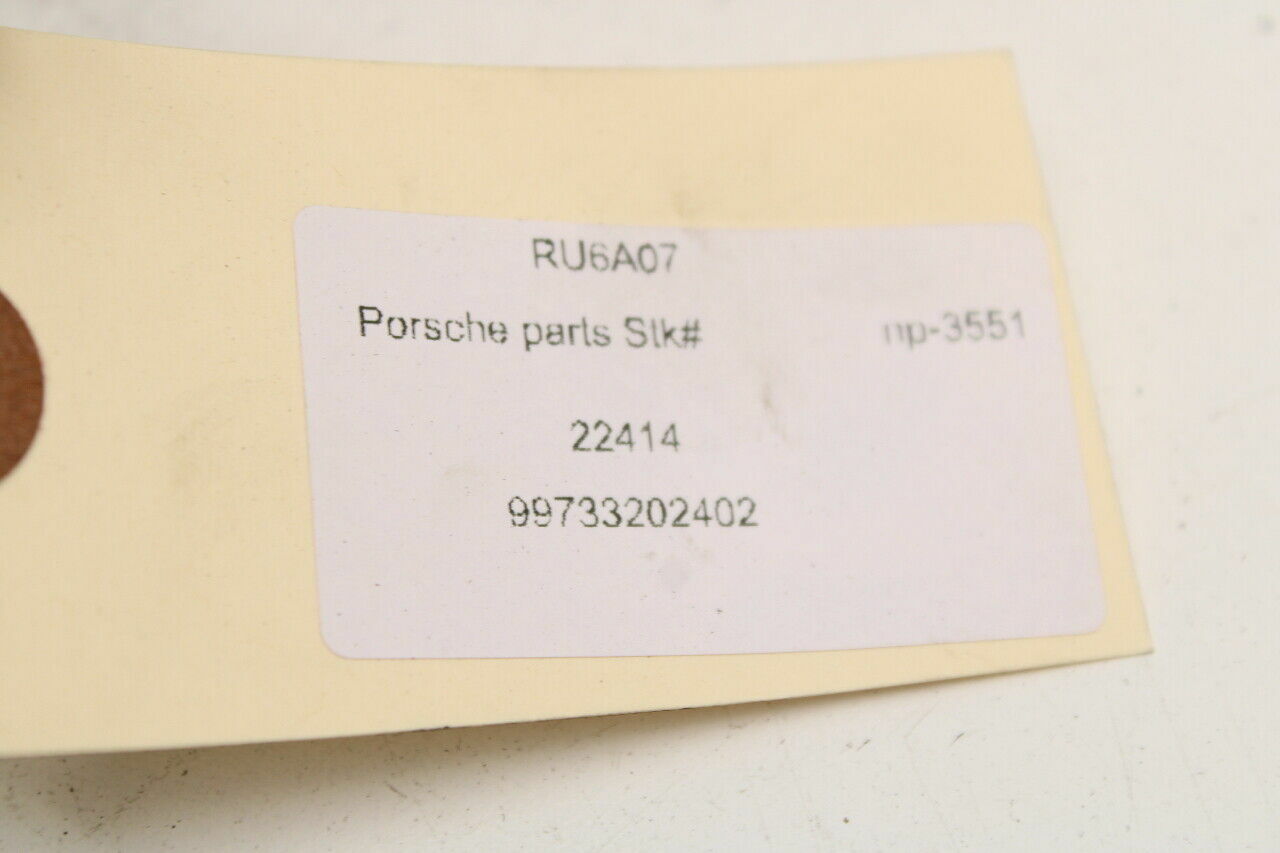 RU6A07
Porsche parts Stk# np-3551
22414
99733202402